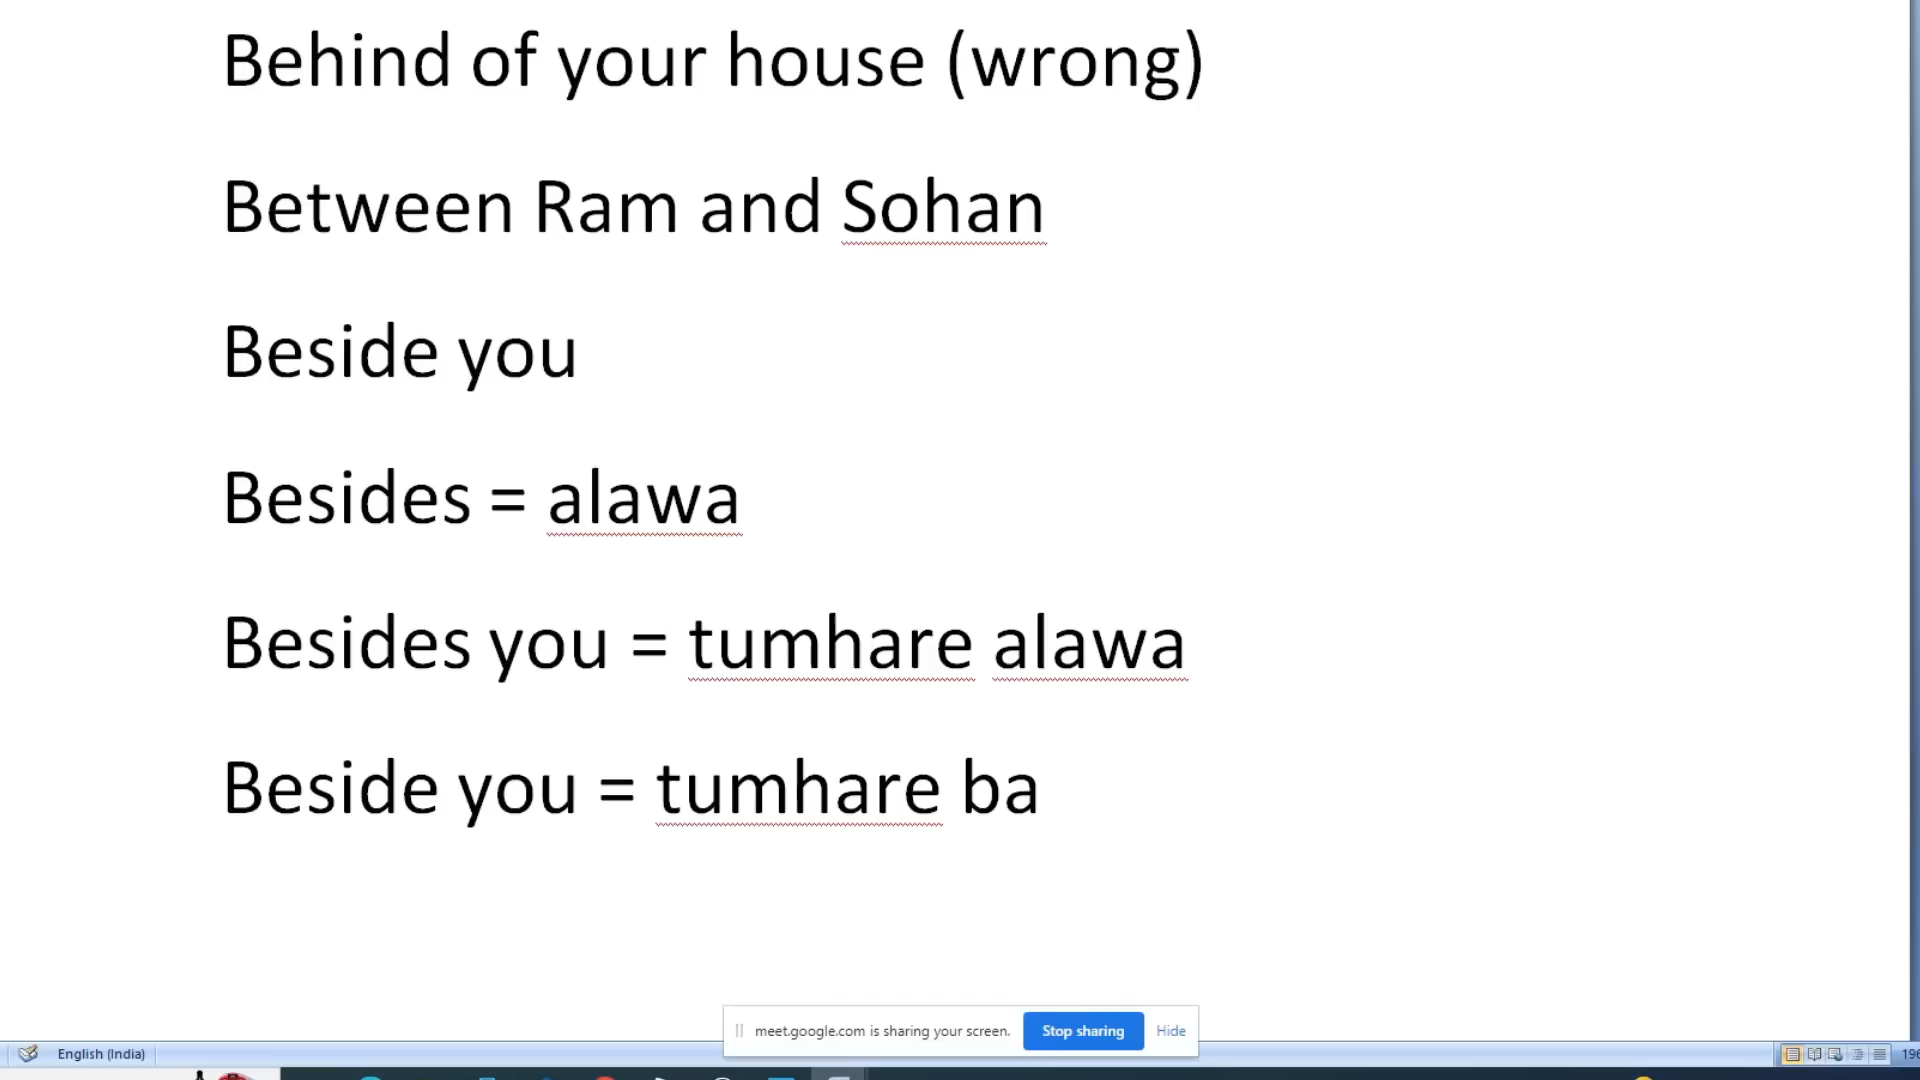 Behind of your house (wrong)
Between Ram and Sohan
Beside you
Besides = alawa
Besides you = tumhare alawa
Beside you = tumhare ba
meet.google.com is sharing your screen. Stop sharing Hide
English (India) 196